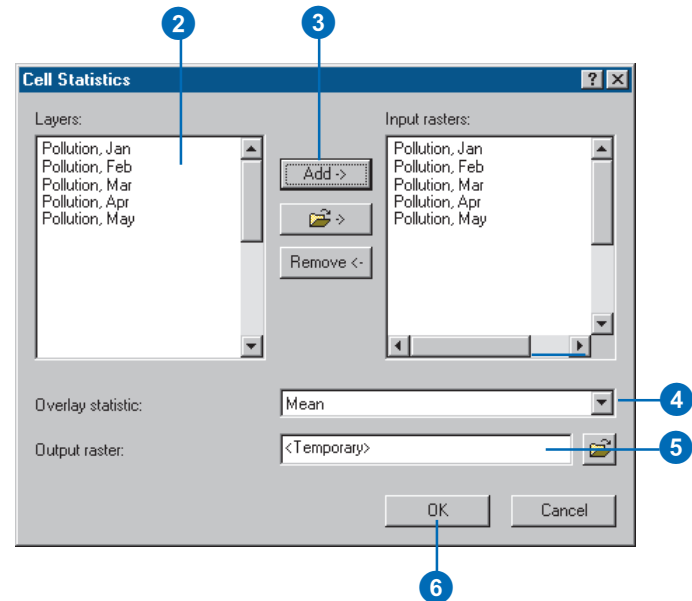 2
3
Cell Statistics
? ×
Layers:
Pollution, Jan
Pollution, Feb
Pollution, Mar
Pollution, Apr
Pollution, May
Add ->
->
Remove <-
Input rasters:
Pollution, Jan
Pollution, Feb
Pollution, Mar
Pollution, Apr
Pollution, May
Overlay statistic:
Mean
4
Output raster:
<Temporary>
5
OK
Cancel
6